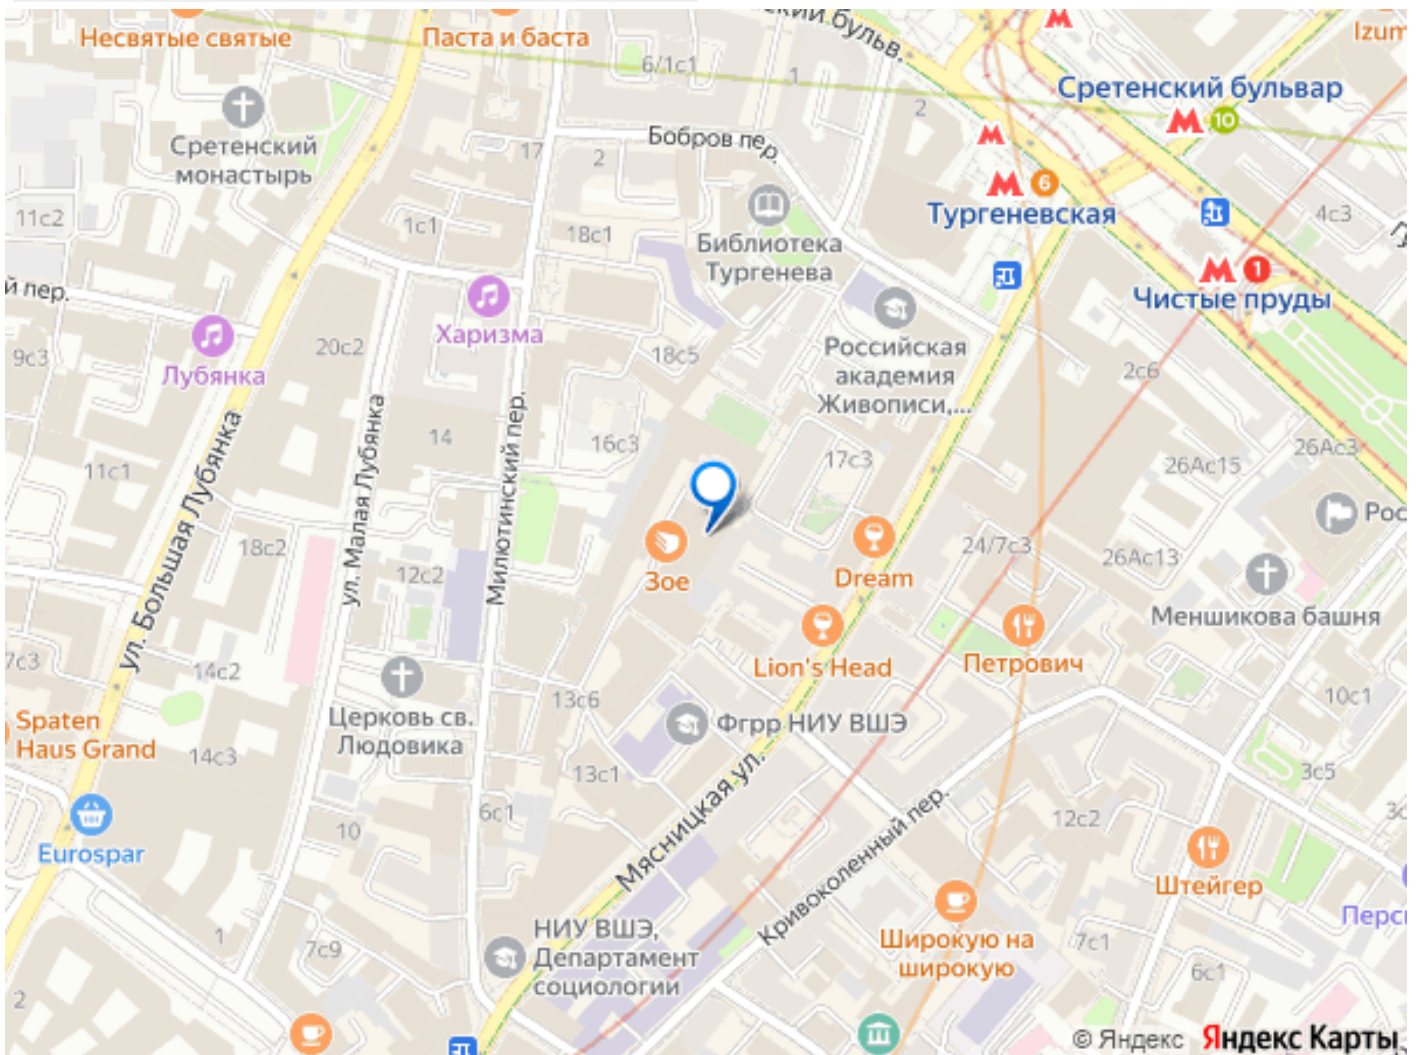 Несвятые святые
Паста и баста
ский бульв.
Izum
6/1с1
1
2
Сретенский бульвар
10
Бобров пер.
Сретенский
монастырь
17
2
6
Тургеневская
11с2
1с1
18с1
Библиотека
Тургенева
4с3
й пер.
Харизма
1
Чистые пруды
9с3
Лубянка
20с2
18с5
Российская
академия
Живописи,...
2с6
ул. Большая Лубянка
ул. Малая Лубянка
Милютинский пер.
14
16с3
17с3
26Ас3
26Ас15
11с1
Рос
18с2
12с2
Зое
Dream
24/7с3
26Ас13
Меншикова башня
7с3
14с2
Lion's Head
Петрович
10с1
Spaten
Haus Grand
Церковь св.
Людовика
13с6
Фгрр НИУ ВШЭ
14с3
13с1
3с5
Мясницкая ул.
Кривоколенный пер.
Eurospar
10
6с1
12с2
3с
Штейгер
Перс
1
7с9
НИУ ВШЭ,
Департамент
социологии
Широкую на
широкую
7с1
6с1
2
© Яндекс Яндекс Карты